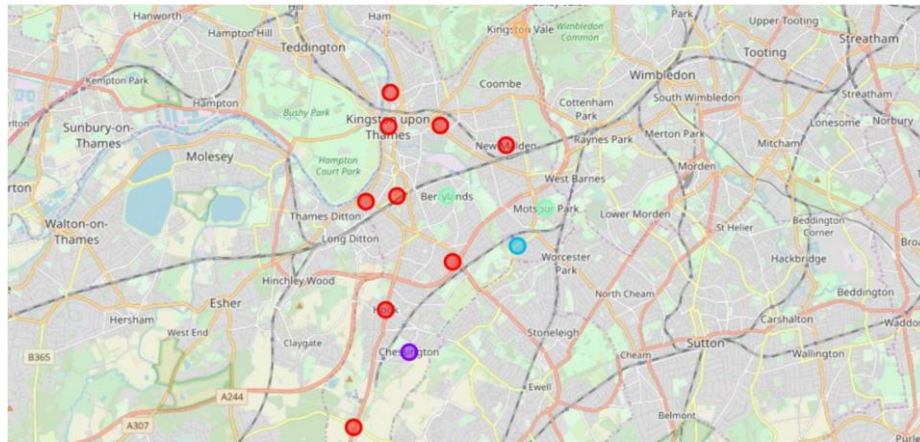 Hanworth
Hill
Ham
Kingston Vale
Wimbledon
Common
Park
Upper Tooting
Hampton Hill
Teddington
Tooting
Streatham
Kempton Park
Coombe
Wimbledon
Hampton
Bushy Park
Cottenham
Park
South Wimbledon
Streatham
Sunbury-on-
Thames
Kingston upon
Thames
Raynes Park
Merton Park
Lonesome
Norbury
Molesey
New Malden
Mitcham
Hampton
Court Park
West Barnes
Morden
Walton-on-
Thames
Thames Ditton
Berrylands
Motspur Park
Lower Morden
Beddington
Corner
Long Ditton
St Helier
Worcester
Park
Hackbridge
Hinchley Wood
Esher
North Cheam
Beddington
Hersham
West End
Hook
Claygate
Stoneleigh
Carshalton
Waddo
B365
Chessington
Cheam
Sutton
Wallington
Ewell
A244
Belmont
A307
Purle